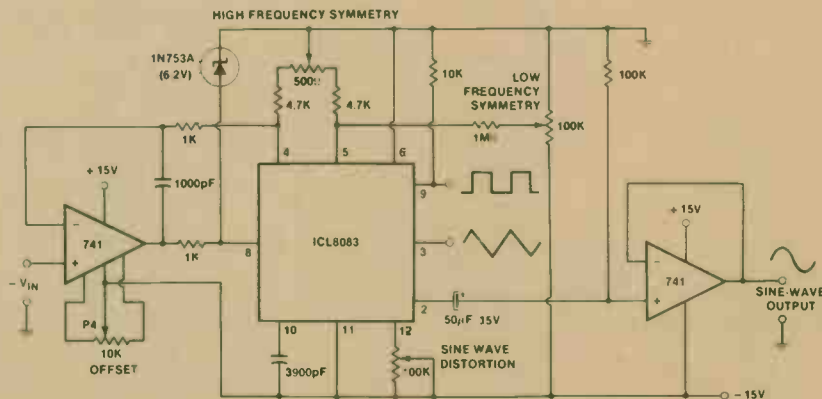 HIGH FREQUENCY SYMMETRY
1N753A
(6.2V)
500Ω
10K
LOW
FREQUENCY
SYMMETRY
100K
4.7K
4.7K
1K
100K
1M
4
5
6
+ 15V
1000pF
9
-
741
+
1K
8
ICL8083
3
+ 15V
-
741
+
- VIN
2
50µF 35V
SINE-WAVE
OUTPUT
P4
10K
OFFSET
10
11
12
3900pF
SINE WAVE
DISTORTION
- 15V